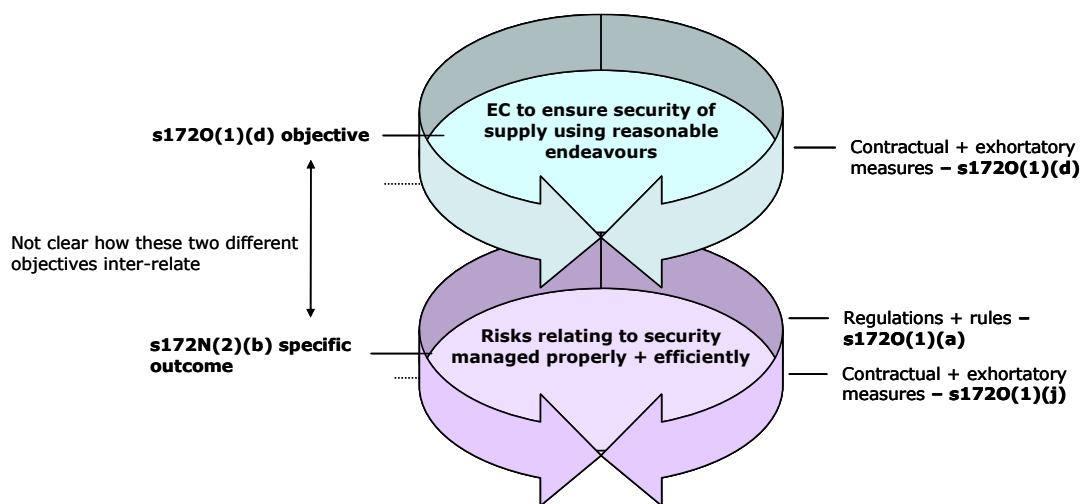 EC to ensure security of
supply using reasonable
endeavours
s172O(1)(d) objective
Contractual + exhortatory
measures – s172O(1)(d)
Not clear how these two different
objectives inter-relate
Risks relating to security
managed properly + efficiently
s172N(2)(b) specific
outcome
Regulations + rules –
s172O(1)(a)
Contractual + exhortatory
measures – s172O(1)(j)